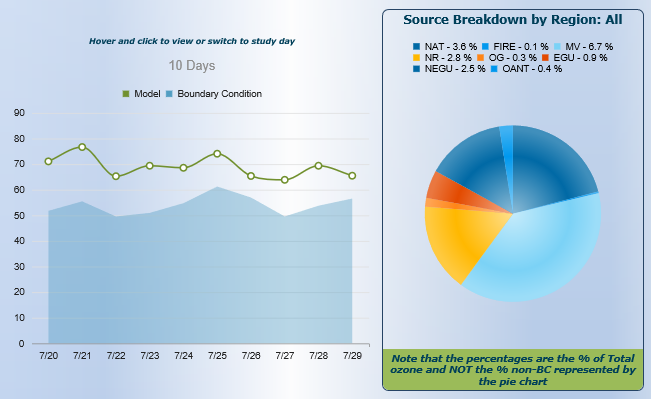 Hover and click to view or switch to study day
10 Days
Model Boundary Condition
90
80
70
60
50
40
30
20
10
0
7/20 7/21 7/22 7/23 7/24 7/25 7/26 7/27 7/28 7/29
Source Breakdown by Region: All
NAT - 3.6 % FIRE - 0.1 % MV - 6.7 %
NR - 2.8 % OG - 0.3 % EGU - 0.9 %
NEGU - 2.5 % OANT - 0.4 %
Note that the percentages are the % of Total
ozone and NOT the % non-BC represented by
the pie chart